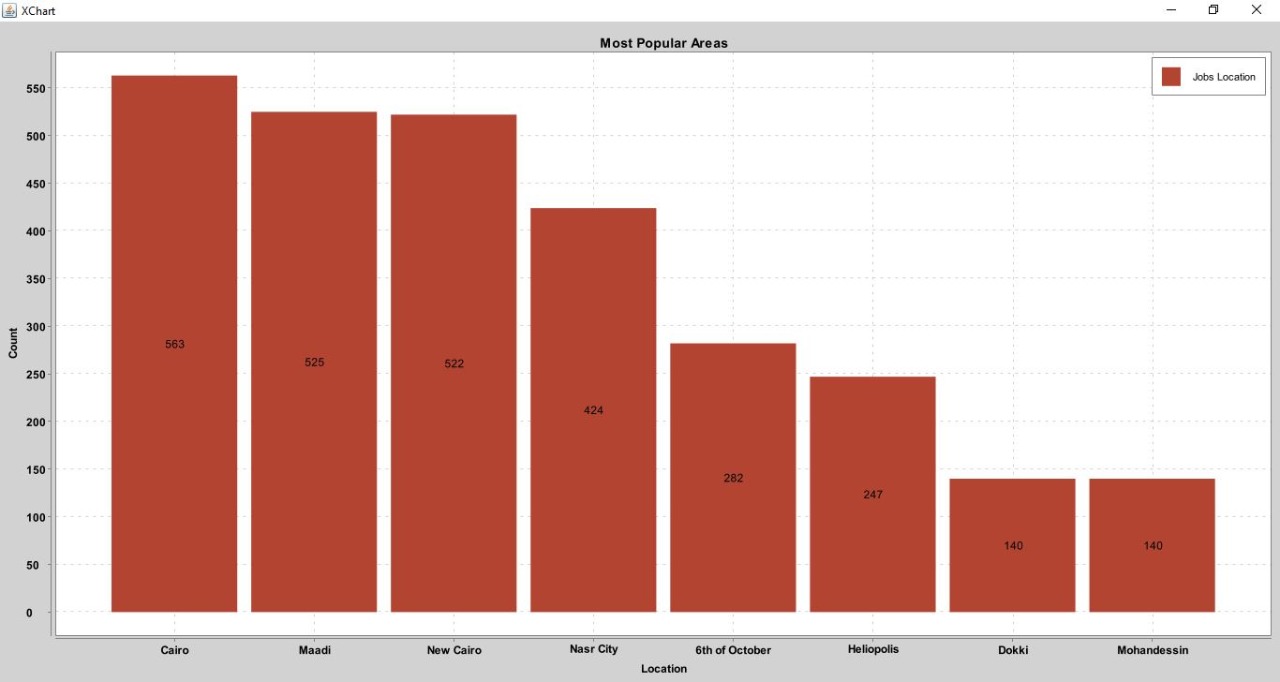 XChart
Most Popular Areas
Jobs Location
Count
550
500
450
400
350
300
250
200
150
100
50
0
563
525
522
424
282
247
140
140
Cairo
Maadi
New Cairo
Nasr City
6th of October
Heliopolis
Dokki
Mohandessin
Location